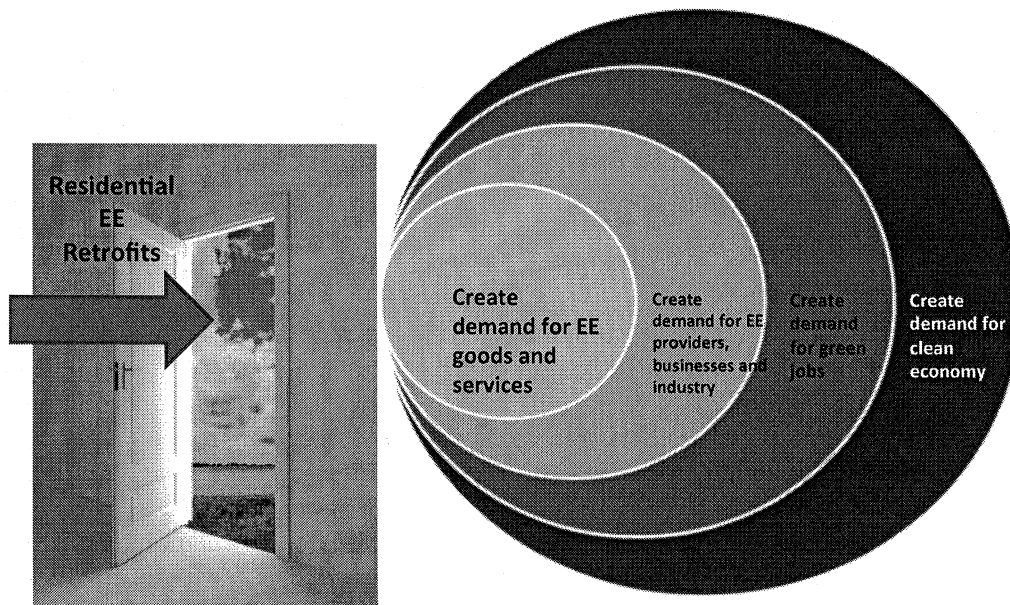 Residential
EE
Retrofits
Create
demand for EE
goods and
services
Create
demand for EE
providers,
businesses and
industry
Create
demand
for green
jobs
Create
demand for
clean
economy